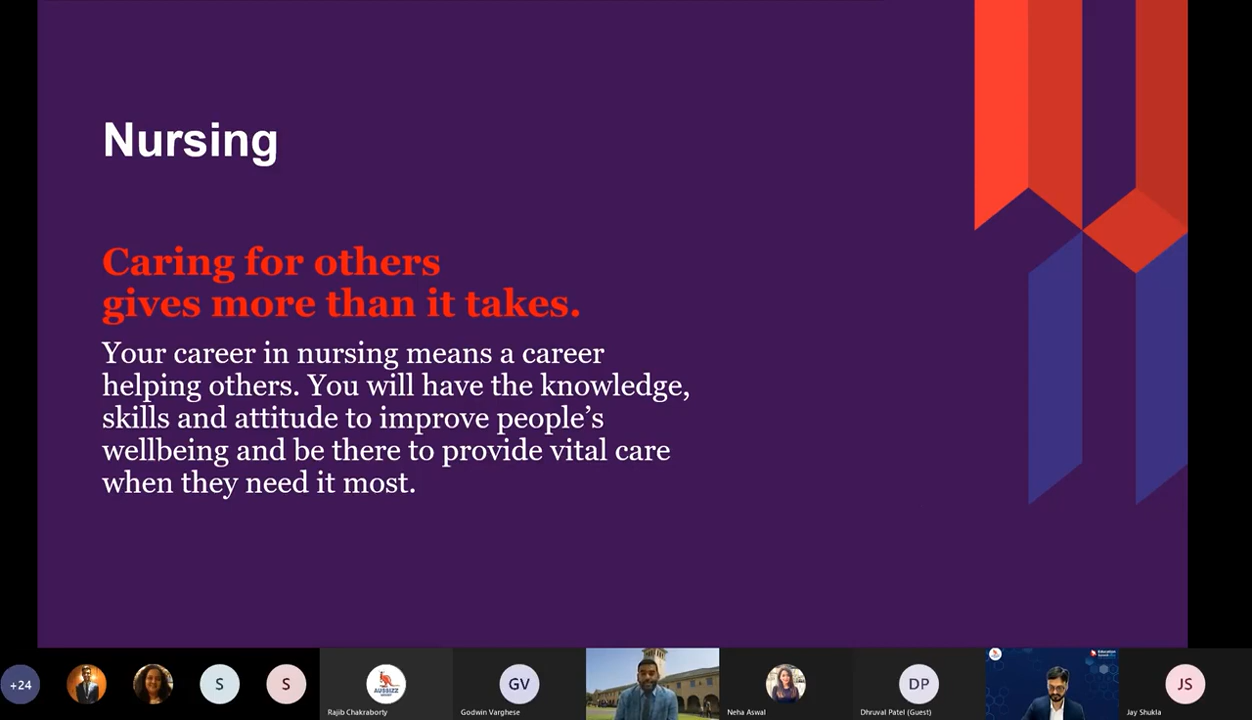 Nursing
Caring for others
gives more than it takes.
Your career in nursing means a career
helping others. You will have the knowledge,
skills and attitude to improve people’s
wellbeing and be there to provide vital care
when they need it most.
+24
S
S
AUSSIZZ
Rajib Chakraborty
GV
Godwin Varghese
Neha Aswal
DP
Dhruval Patel (Guest)
Education
JS
Jay Shukla